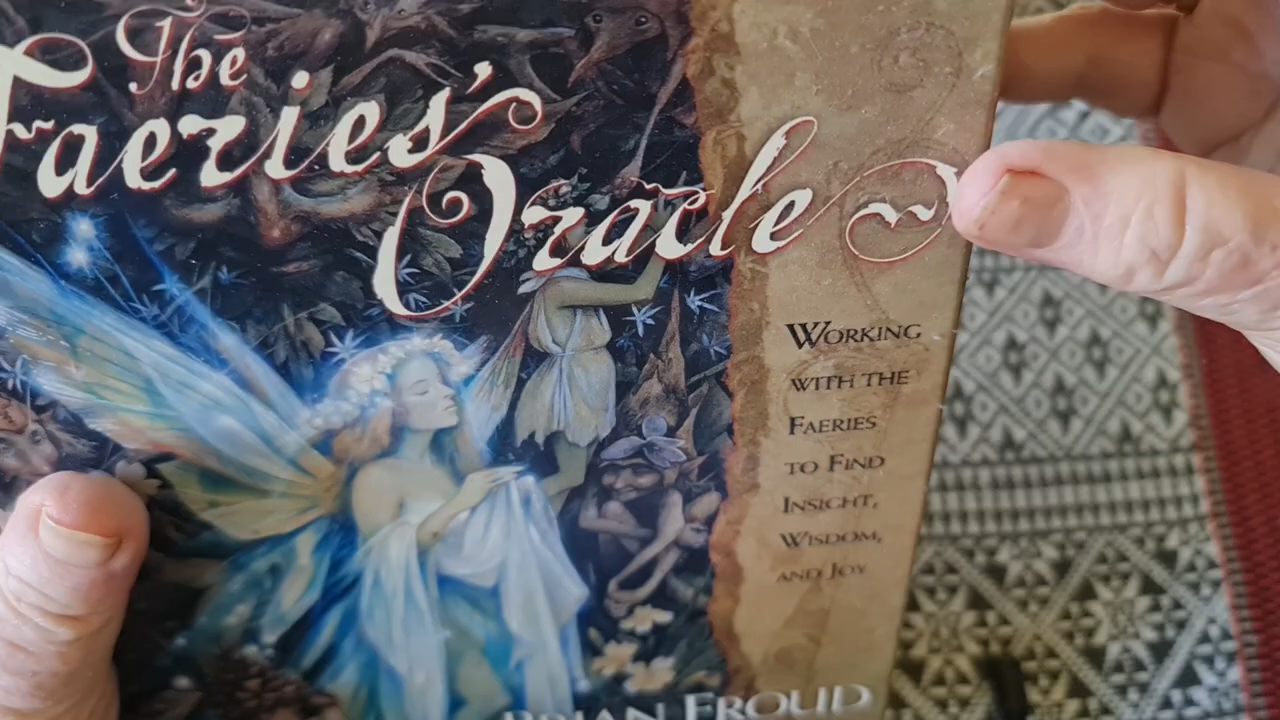 The
Faeries'
Oracle
WORKING
WITH THE
FAERIES
TO FIND
INSIGHT,
WISDOM,
AND JOY
BRIAN FROUD